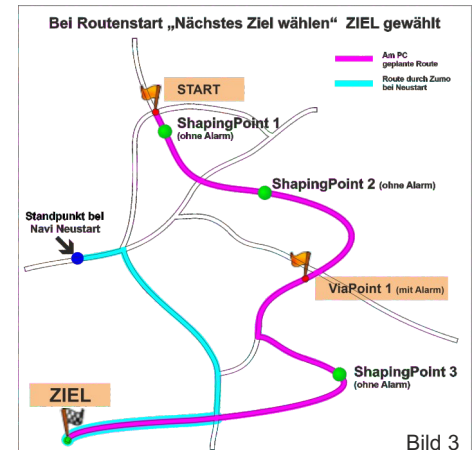 Bei Routenstart „Nächstes Ziel wählen“ ZIEL gewählt
Am PC
geplante Route
Route durch Zumo
bei Neustart
START
ShapingPoint 1
(ohne Alarm)
ShapingPoint 2 (ohne Alarm)
Standpunkt bei
Navi Neustart
ViaPoint 1 (mit Alarm)
ShapingPoint 3
(ohne Alarm)
ZIEL
Bild 3